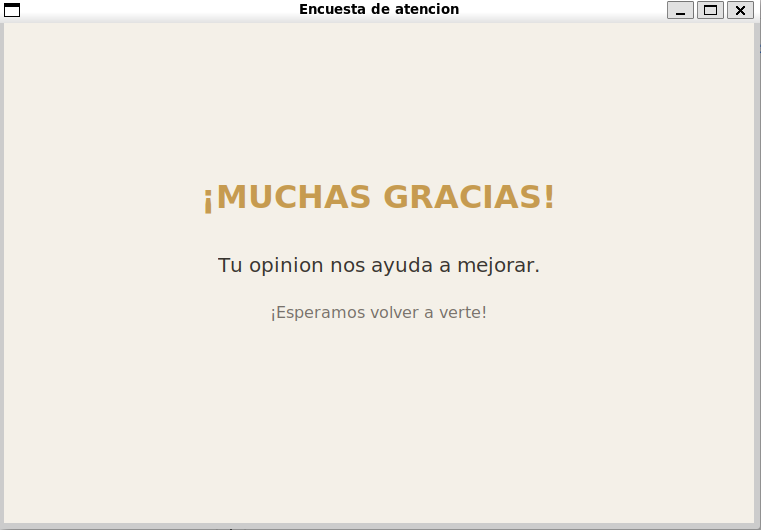 Encuesta de atencion
¡MUCHAS GRACIAS!
Tu opinion nos ayuda a mejorar.
¡Esperamos volver a verte!